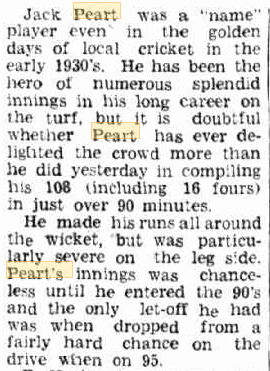 Jack Peart was a "name"
player even in the golden
days of local cricket in the
early 1930's. He has been the
hero of numerous splendid
innings in his long career on
the turf, but it is doubtful
whether Peart has ever de-
lighted the crowd more than
he did yesterday in compiling
his 108 (including 16 fours)
in just over 90 minutes.
He made his runs all around
the wicket, but was particu-
larly severe on the leg side.
Peart's innings was chance-
less until he entered the 90's
and the only let-off he had
was when dropped from a
fairly hard chance on the
drive when on 95.